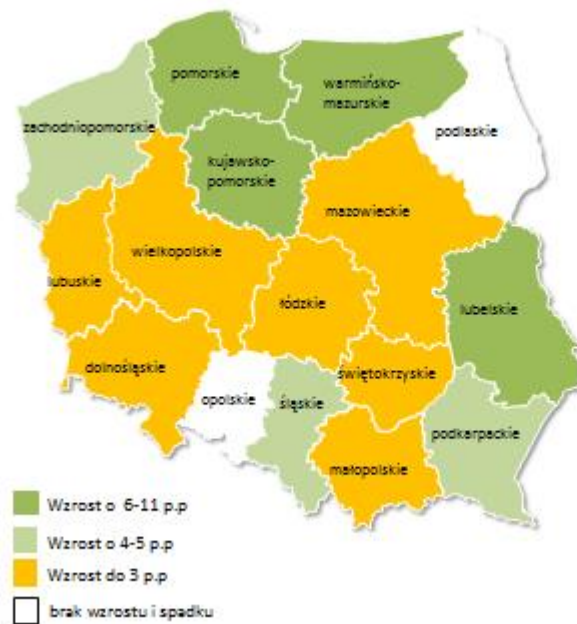 pomorskie
warmińsko-
mazurskie
zachodniopomorskie
podlaskie
kujawsko-
pomorskie
mazowieckie
wielkopolskie
lubuskie
łódzkie
lubelskie
dolnośląskie
świętokrzyskie
opolskie
śląskie
podkarpackie
małopolskie
Wzrost o 6-11 p.p
Wzrost o 4-5 p.p
Wzrost do 3 p.p
brak wzrostu i spadku